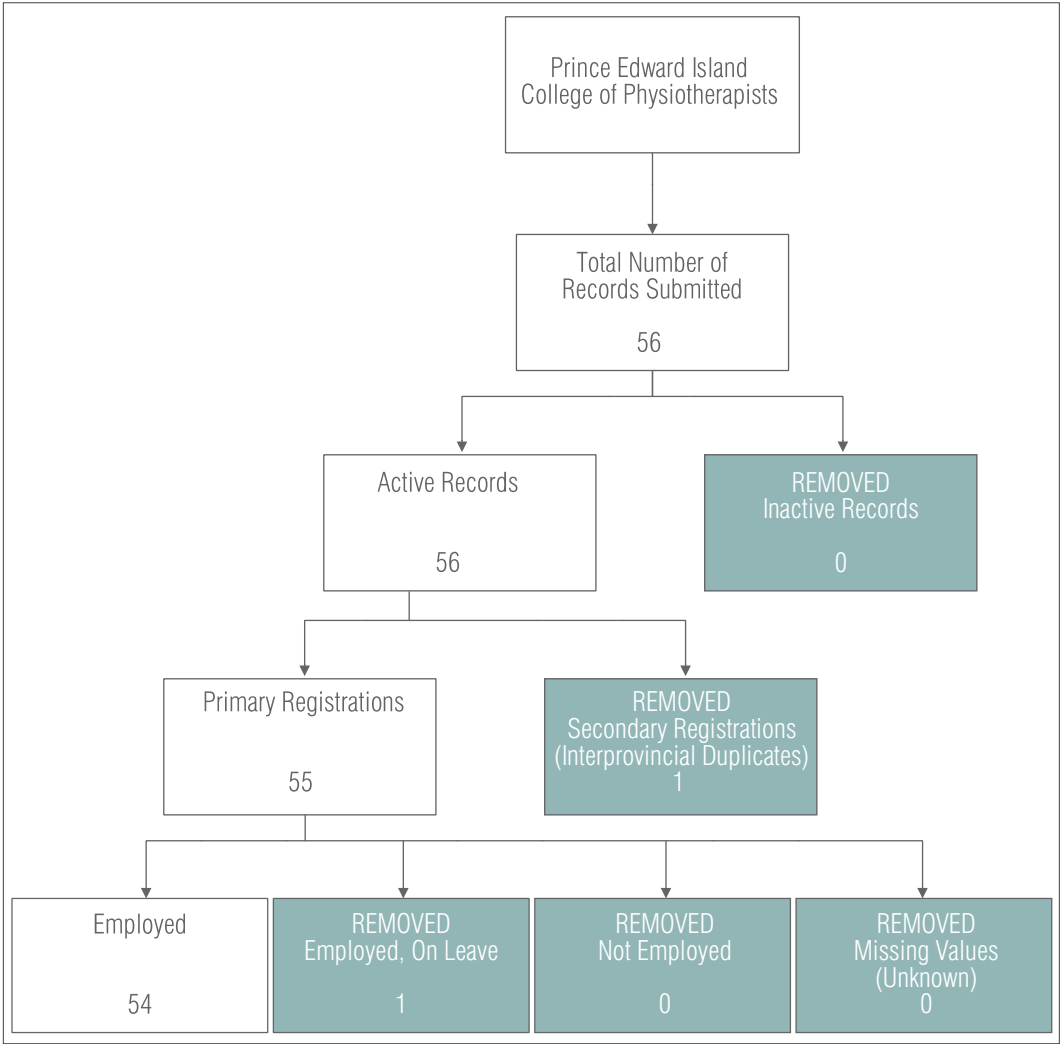 Prince Edward Island
College of Physiotherapists
Total Number of
Records Submitted
56
Active Records
56
REMOVED
Inactive Records
0
Primary Registrations
55
REMOVED
Secondary Registrations
(Interprovincial Duplicates)
1
Employed
54
REMOVED
Employed, On Leave
1
REMOVED
Not Employed
0
REMOVED
Missing Values
(Unknown)
0